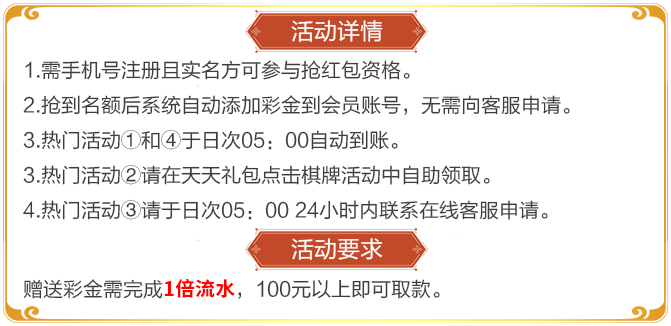 活动详情
1.需手机号注册且实名方可参与抢红包资格。
2.抢到名额后系统自动添加彩金到会员账号，无需向客服申请。
3.热门活动①和④于日次05：00自动到账。
3.热门活动②请在天天礼包点击棋牌活动中自助领取。
4.热门活动③请于日次05：00 24小时内联系在线客服申请。
活动要求
赠送彩金需完成1倍流水，100元以上即可取款。